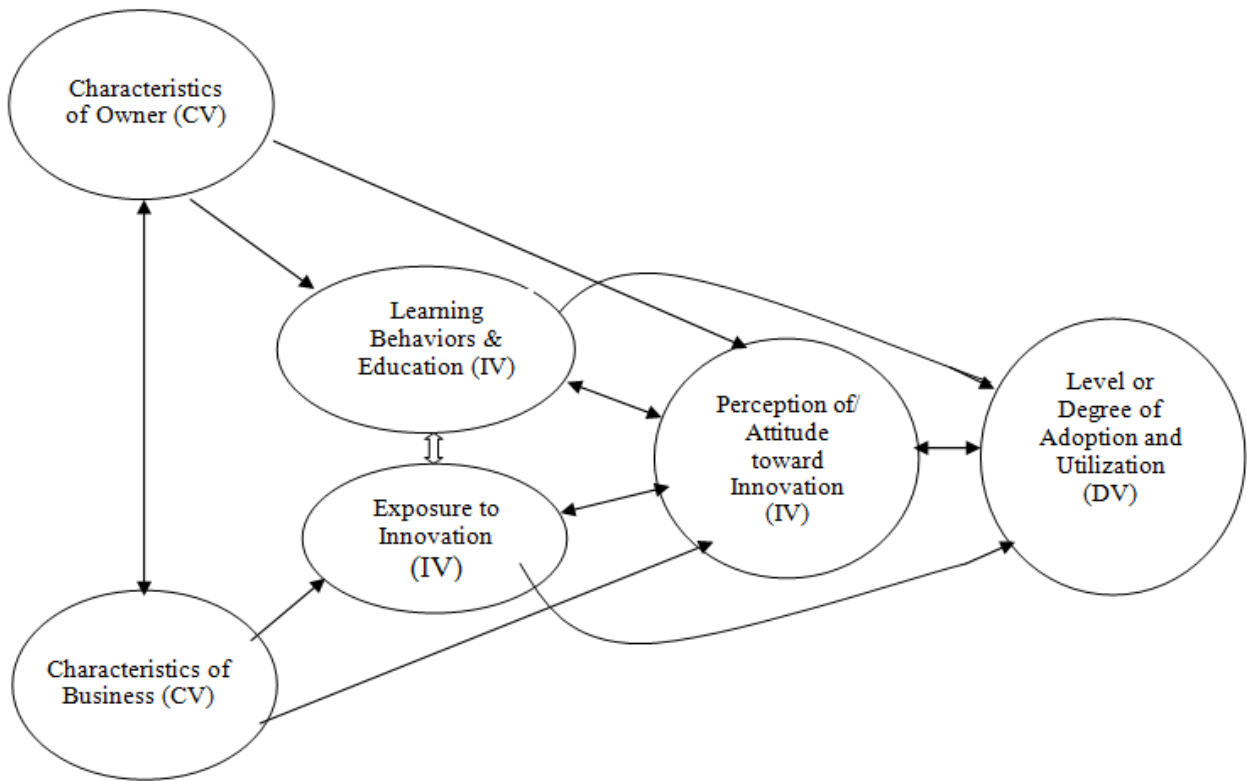 Characteristics
of Owner (CV)
Learning
Behaviors &
Education (IV)
Exposure to
Innovation
(IV)
Characteristics of
Business (CV)
Perception of/
Attitude
toward
Innovation
(IV)
Level or
Degree of
Adoption and
Utilization
(DV)